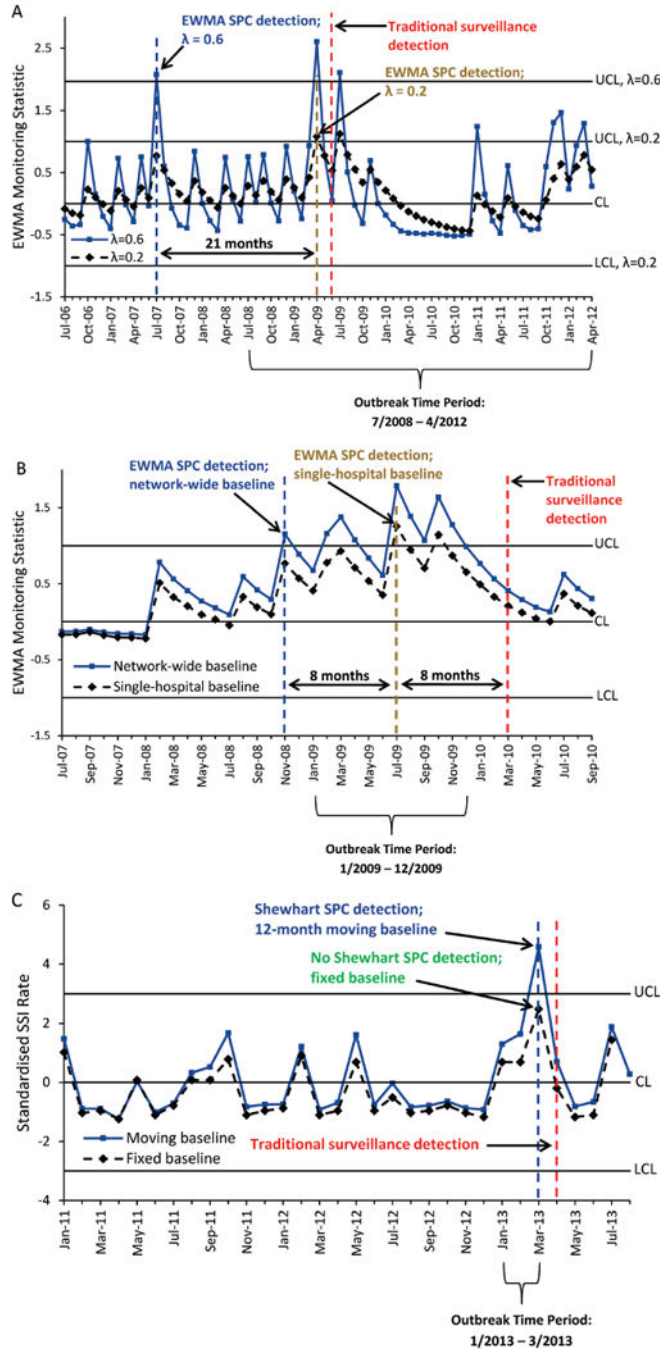 A
EWMA SPC detection;
λ = 0.6
Traditional surveillance
detection
EWMA SPC detection;
λ = 0.2
UCL, λ=0.6
UCL, λ=0.2
CL
LCL, λ=0.2
EWMA Monitoring Statistic
2.5
1.5
0.5
-0.5
-1.5
λ=0.6
λ=0.2
21 months
Jul-06
Oct-06
Jan-07
Apr-07
Jul-07
Oct-07
Jan-08
Apr-08
Jul-08
Oct-08
Jan-09
Apr-09
Jul-09
Oct-09
Jan-10
Apr-10
Jul-10
Oct-10
Jan-11
Apr-11
Jul-11
Oct-11
Jan-12
Apr-12
Outbreak Time Period:
7/2008 – 4/2012
B
EWMA SPC detection;
network-wide baseline
EWMA SPC detection;
single-hospital baseline
Traditional
surveillance
detection
UCL
CL
LCL
EWMA Monitoring Statistic
1.5
0.5
-0.5
-1.5
Network-wide baseline
Single-hospital baseline
8 months
8 months
Jul-07
Sep-07
Nov-07
Jan-08
Mar-08
May-08
Jul-08
Sep-08
Nov-08
Jan-09
Mar-09
May-09
Jul-09
Sep-09
Nov-09
Jan-10
Mar-10
May-10
Jul-10
Sep-10
Outbreak Time Period:
1/2009 – 12/2009
C
Shewhart SPC detection;
12-month moving baseline
No Shewhart SPC detection;
fixed baseline
UCL
CL
LCL
Standardised SSI Rate
6
4
2
0
-2
-4
Moving baseline
Fixed baseline
Traditional surveillance detection
Jan-11
Mar-11
May-11
Jul-11
Sep-11
Nov-11
Jan-12
Mar-12
May-12
Jul-12
Sep-12
Nov-12
Jan-13
Mar-13
May-13
Jul-13
Outbreak Time Period:
1/2013 – 3/2013